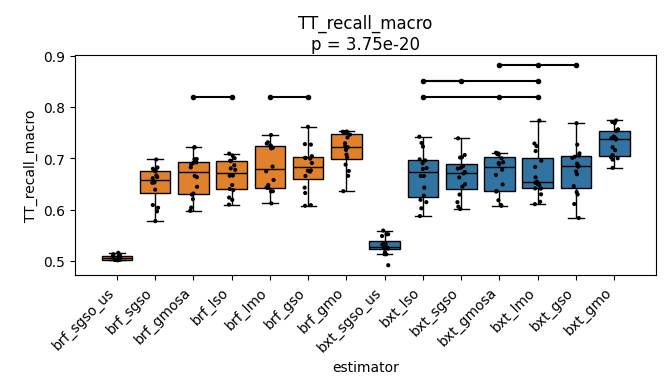 TT_recall_macro
p = 3.75e-20
TT_recall_macro
0.9
0.8
0.7
0.6
0.5
brf_sgso_us
brf_sgso
brf_gmosa
brf_lso
brf_lmo
brf_gso
brf_gmo
bxt_sgso_us
bxt_lso
bxt_sgso
bxt_gmosa
bxt_lmo
bxt_gso
bxt_gmo
estimator